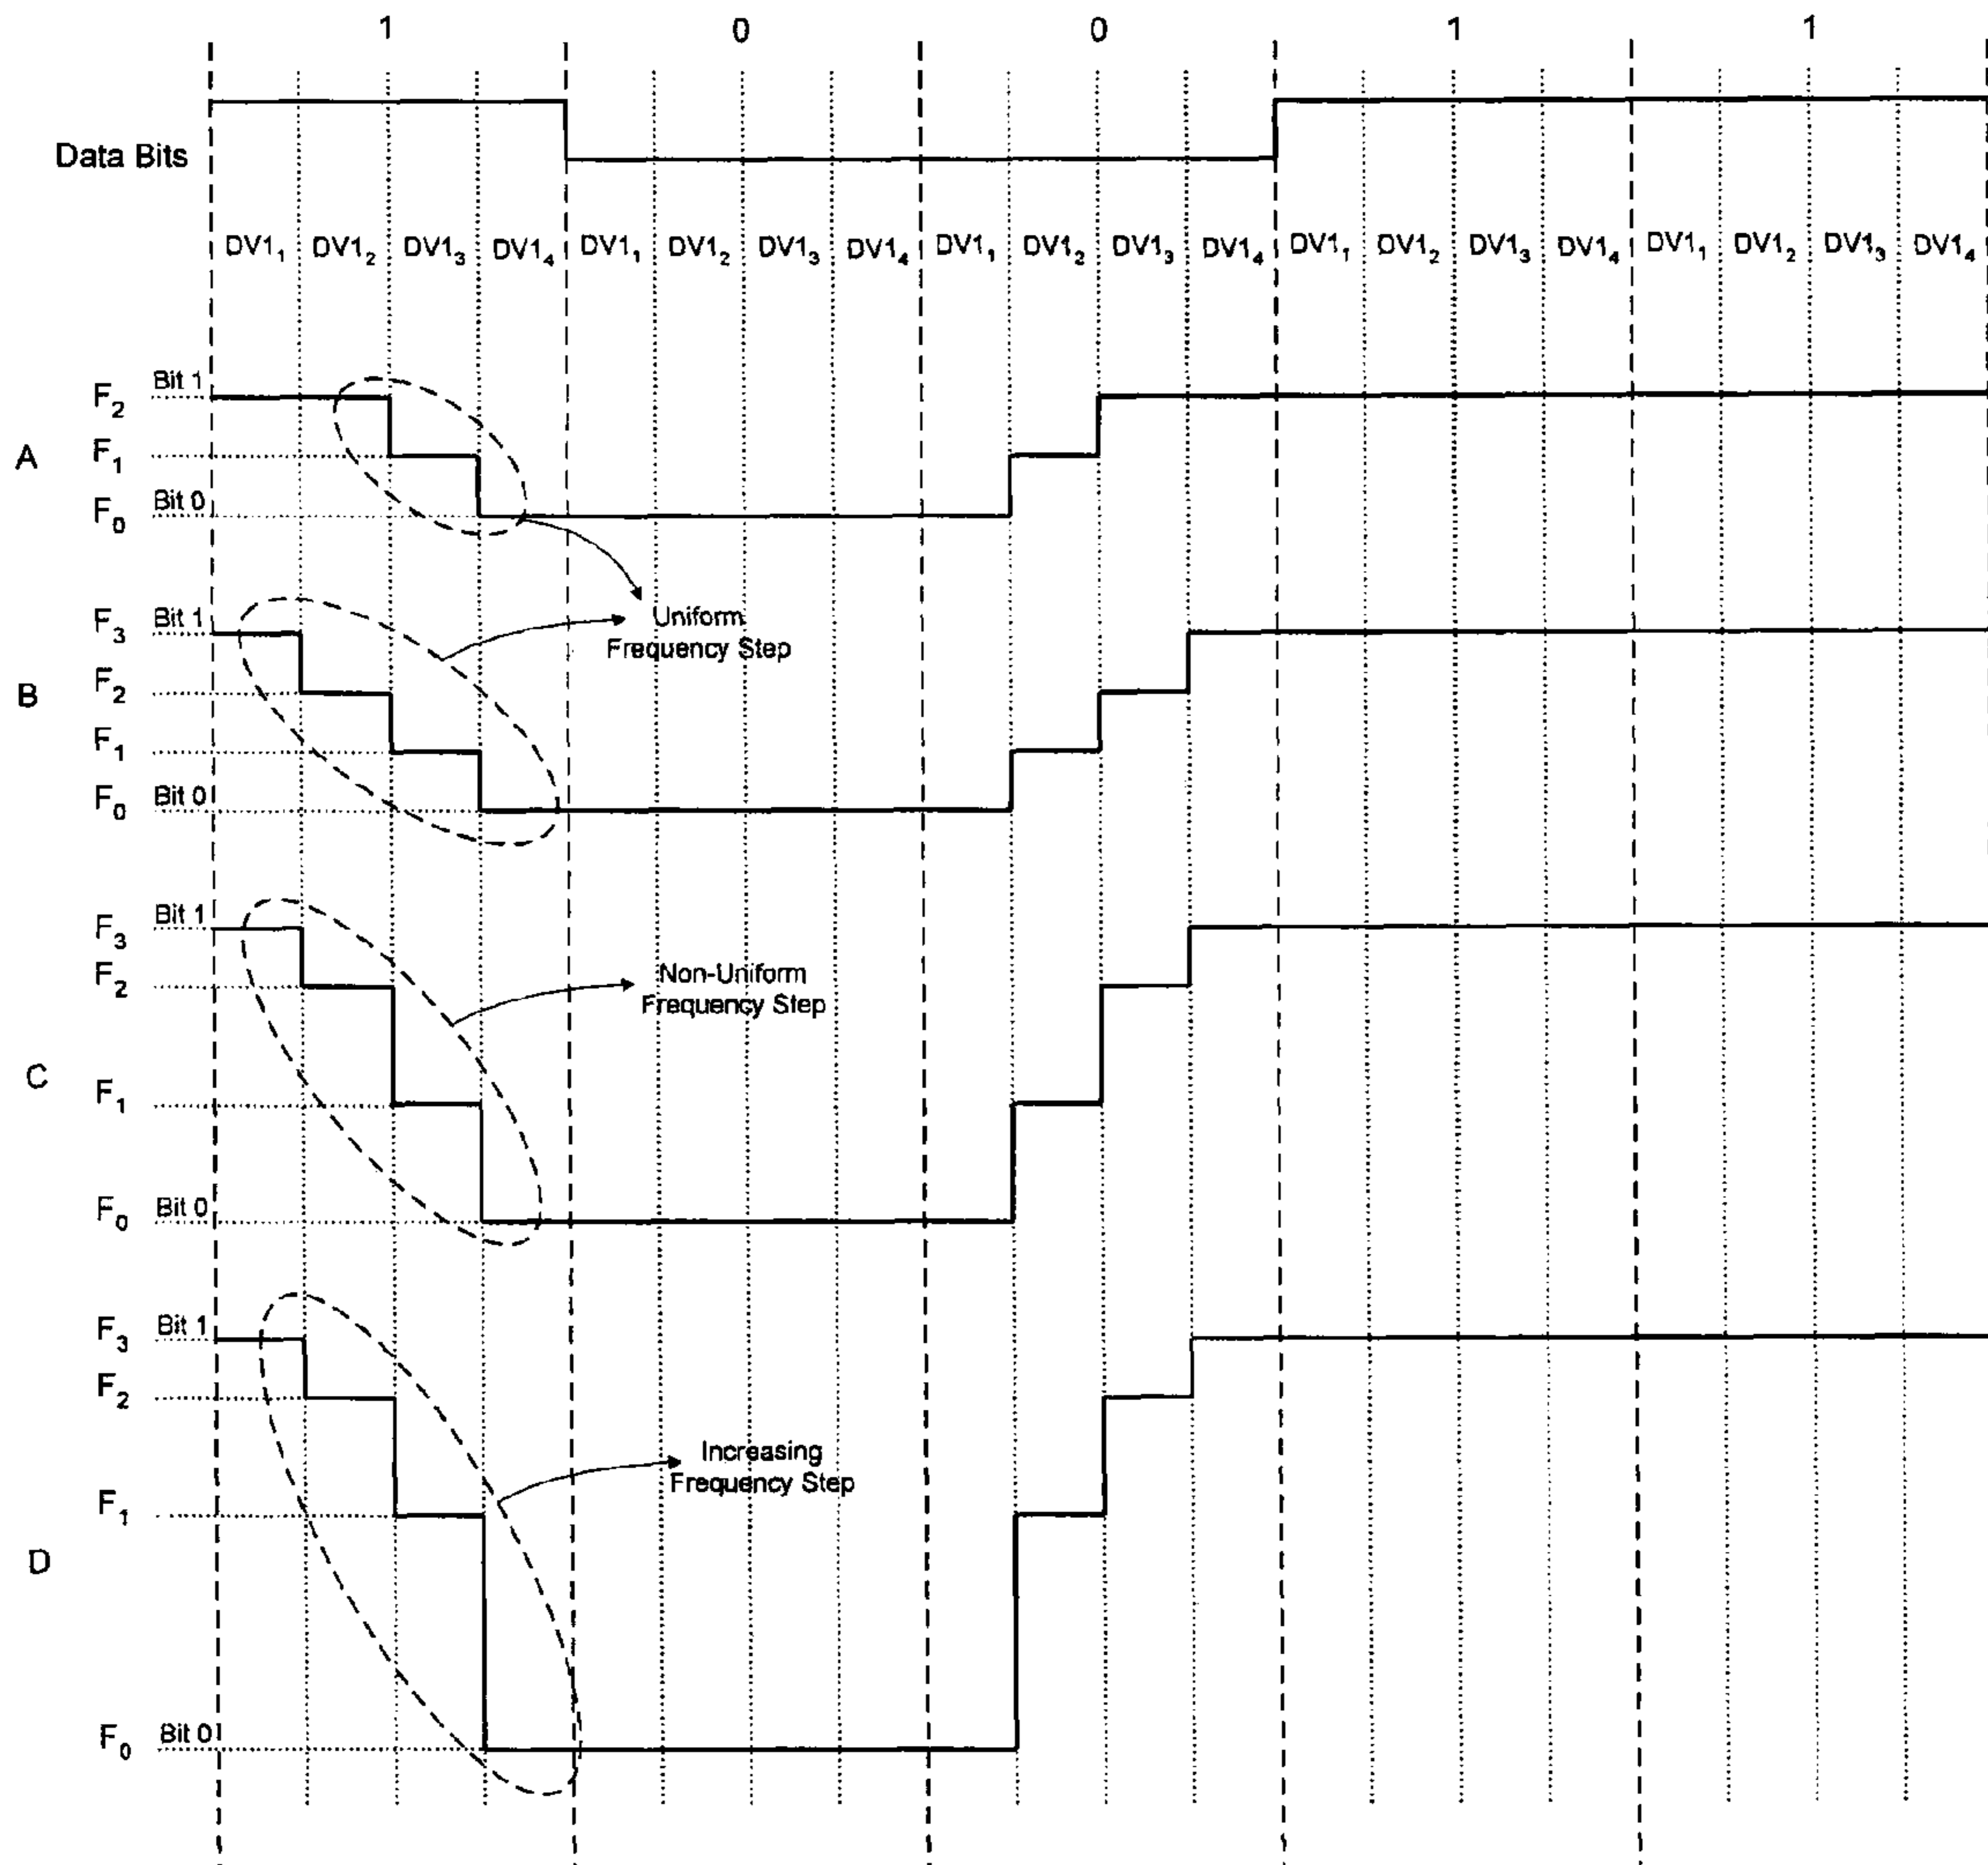 1 0 0 1 1
Data Bits
DV1₁ DV1₂ DV1₃ DV1₄ DV1₁ DV1₂ DV1₃ DV1₄ DV1₁ DV1₂ DV1₃ DV1₄ DV1₁ DV1₂ DV1₃ DV1₄ DV1₁ DV1₂ DV1₃ DV1₄
A
F₂ Bit 1
F₁
F₀ Bit 0
Uniform
Frequency Step
B
F₃ Bit 1
F₂
F₁
F₀ Bit 0
C
F₃ Bit 1
F₂
Non-Uniform
Frequency Step
F₁
F₀ Bit 0
D
F₃ Bit 1
F₂
Increasing
Frequency Step
F₁
F₀ Bit 0